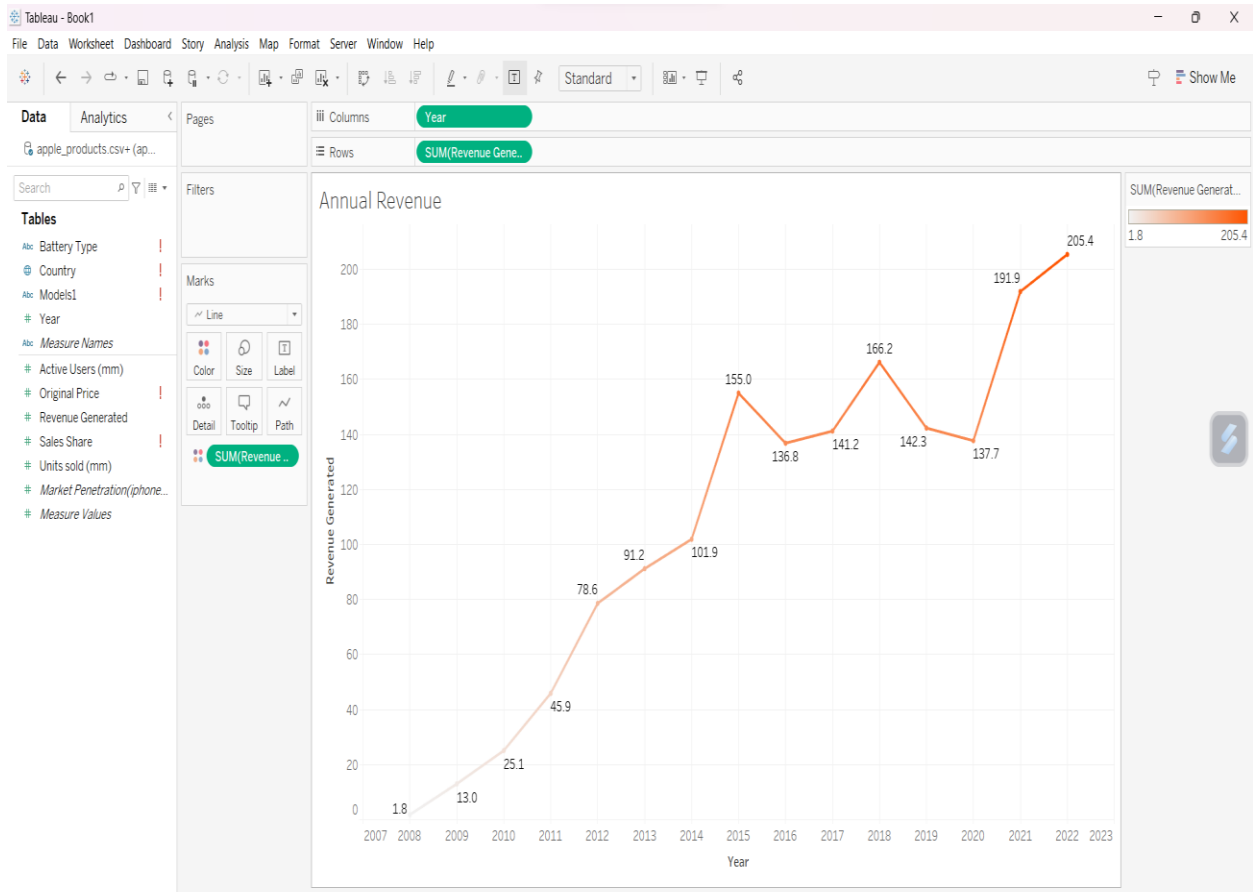 Tableau - Book1
File Data Worksheet Dashboard Story Analysis Map Format Server Window Help
Standard
Show Me
Data Analytics
apple_products.csv+ (ap...
Search
Tables
Abc Battery Type !
Country !
Abc Models1 !
# Year
Abc Measure Names
# Active Users (mm)
# Original Price !
# Revenue Generated
# Sales Share !
# Units sold (mm)
# Market Penetration(iphone...
# Measure Values
Pages
Filters
Marks
Line
Color Size Label
Detail Tooltip Path
SUM(Revenue ..
Columns Year
Rows SUM(Revenue Gene..
Annual Revenue
Revenue Generated
200
180
160
140
120
100
80
60
40
20
0
1.8
13.0
25.1
45.9
78.6
91.2
101.9
155.0
136.8
141.2
166.2
142.3
137.7
191.9
205.4
2007 2008 2009 2010 2011 2012 2013 2014 2015 2016 2017 2018 2019 2020 2021 2022 2023
Year
SUM(Revenue Generat...
1.8 205.4